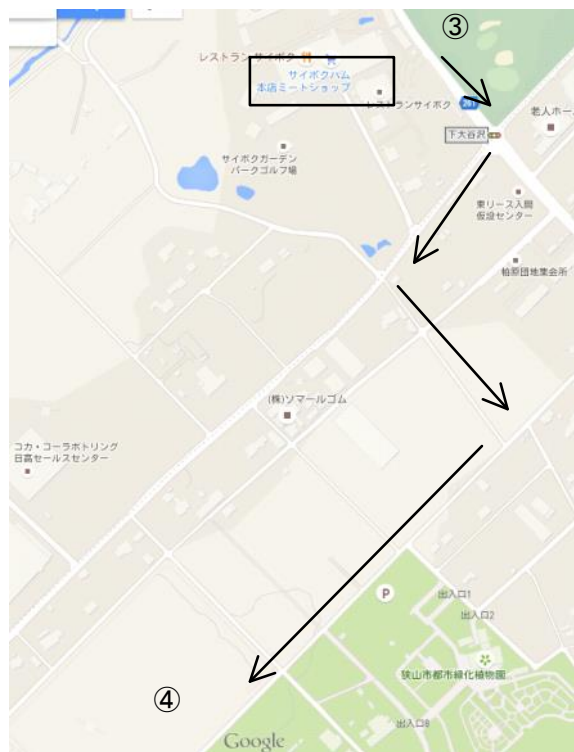 ③
レストラン サイボク
サイボクハム
本店ミートショップ
レストランサイボク
261
下大谷沢
老人ホーム
サイボクガーデン
パークゴルフ場
東リース入間
仮設センター
柏原団地集会所
(株)ソマールゴム
コカ・コーラボトリング
日高セールスセンター
P
出入口1
出入口2
狭山市都市緑化植物園
④
出入口8
Google